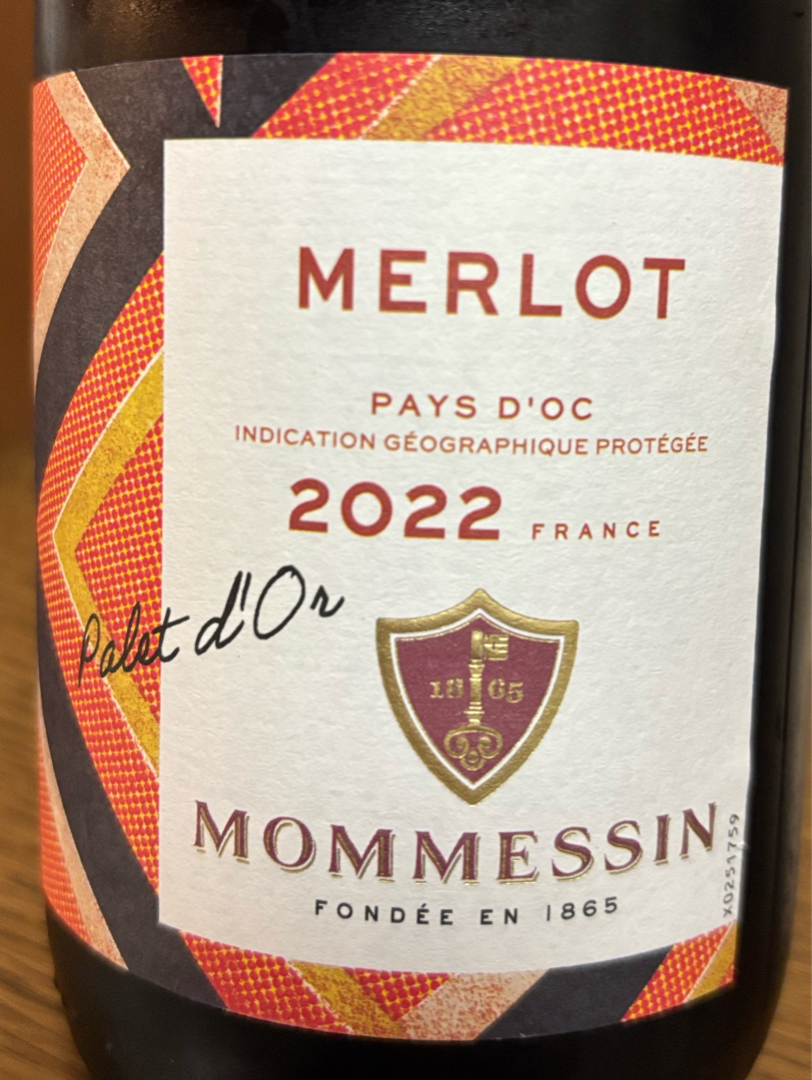 MERLOT
PAYS D'OC
INDICATION GÉOGRAPHIQUE PROTÉGÉE
2022 FRANCE
Palet d'Or
18 65
MOMMESSIN
FONDÉE EN 1865
X0251759